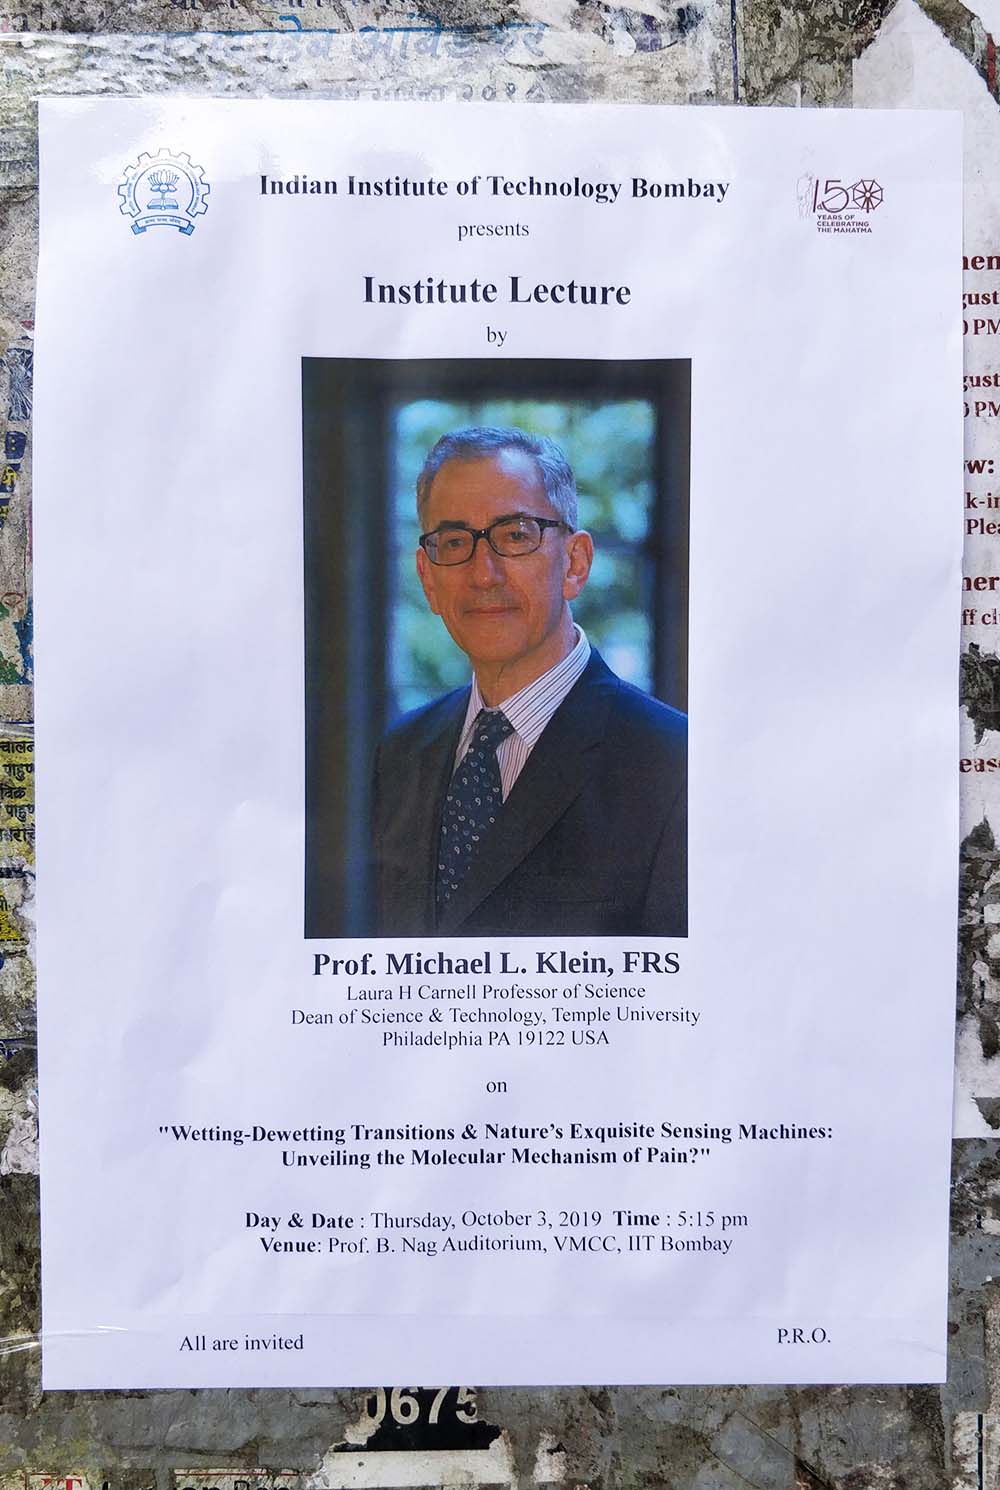 आंबेडकर
Indian Institute of Technology Bombay
presents
150
YEARS OF
CELEBRATING
THE MAHATMA
Institute Lecture
by
Prof. Michael L. Klein, FRS
Laura H Carnell Professor of Science
Dean of Science & Technology, Temple University
Philadelphia PA 19122 USA
on
"Wetting-Dewetting Transitions & Nature’s Exquisite Sensing Machines:
Unveiling the Molecular Mechanism of Pain?"
Day & Date : Thursday, October 3, 2019 Time : 5:15 pm
Venue: Prof. B. Nag Auditorium, VMCC, IIT Bombay
All are invited
P.R.O.
0675